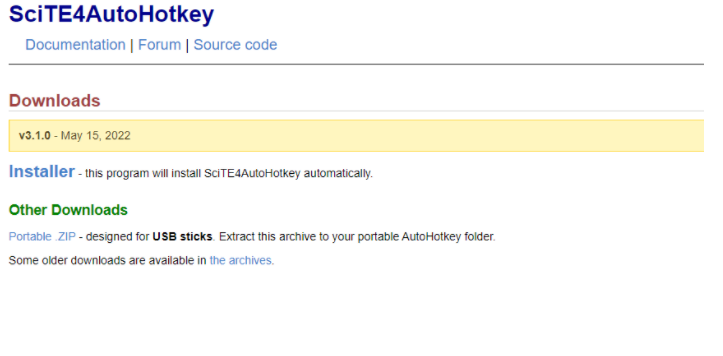 SciTE4AutoHotkey
Documentation | Forum | Source code
Downloads
v3.1.0 - May 15, 2022
Installer - this program will install SciTE4AutoHotkey automatically.
Other Downloads
Portable .ZIP - designed for USB sticks. Extract this archive to your portable AutoHotkey folder.
Some older downloads are available in the archives.